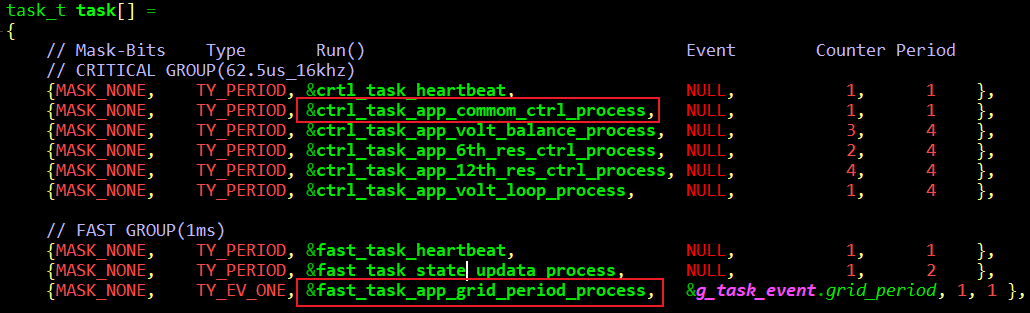 task_t task[] =
{
// Mask-Bits Type Run() Event Counter Period
// CRITICAL GROUP(62.5us_16khz)
{MASK_NONE, TY_PERIOD, &crtl_task_heartbeat, NULL, 1, 1 },
{MASK_NONE, TY_PERIOD, &ctrl_task_app_commom_ctrl_process, NULL, 1, 1 },
{MASK_NONE, TY_PERIOD, &ctrl_task_app_volt_balance_process, NULL, 3, 4 },
{MASK_NONE, TY_PERIOD, &ctrl_task_app_6th_res_ctrl_process, NULL, 2, 4 },
{MASK_NONE, TY_PERIOD, &ctrl_task_app_12th_res_ctrl_process, NULL, 4, 4 },
{MASK_NONE, TY_PERIOD, &ctrl_task_app_volt_loop_process, NULL, 1, 4 },
// FAST GROUP(1ms)
{MASK_NONE, TY_PERIOD, &fast_task_heartbeat, NULL, 1, 1 },
{MASK_NONE, TY_PERIOD, &fast_task_state_updata_process, NULL, 1, 2 },
{MASK_NONE, TY_EV_ONE, &fast_task_app_grid_period_process, &g_task_event.grid_period, 1, 1 },